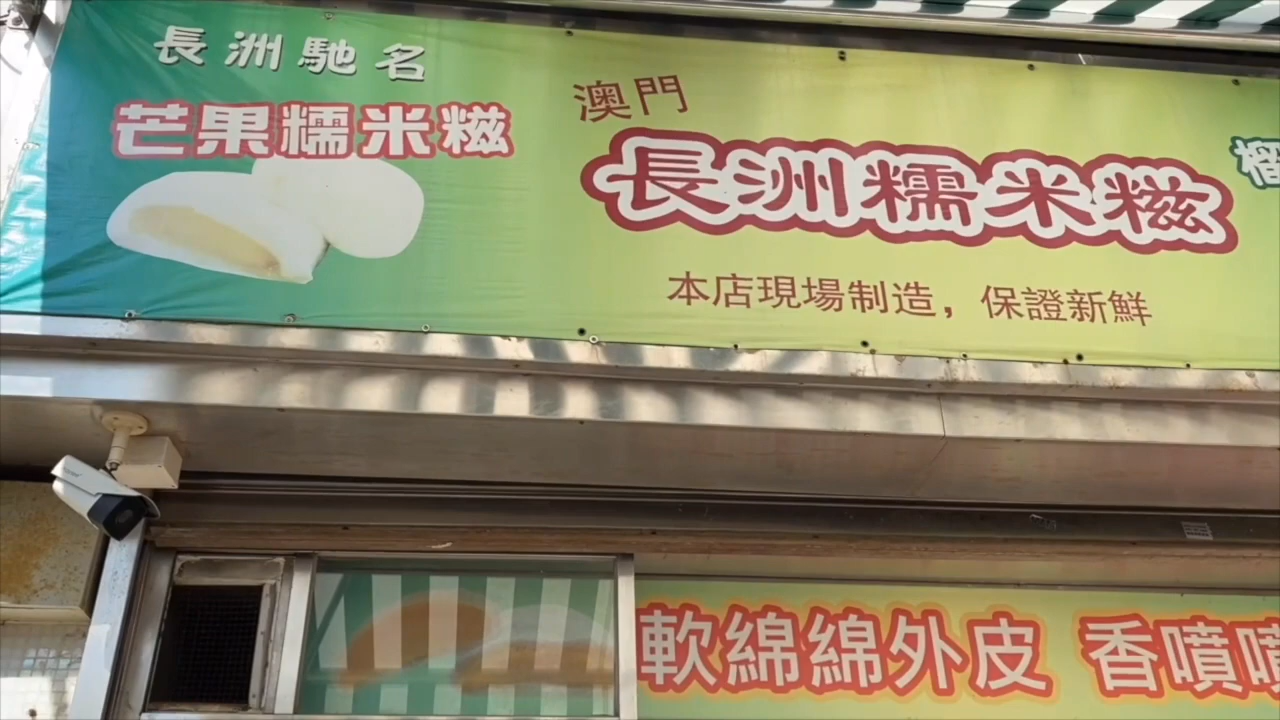 長洲馳名
芒果糯米糍
澳門
長洲糯米糍
本店現場制造，保證新鮮
軟綿綿外皮 香噴噴